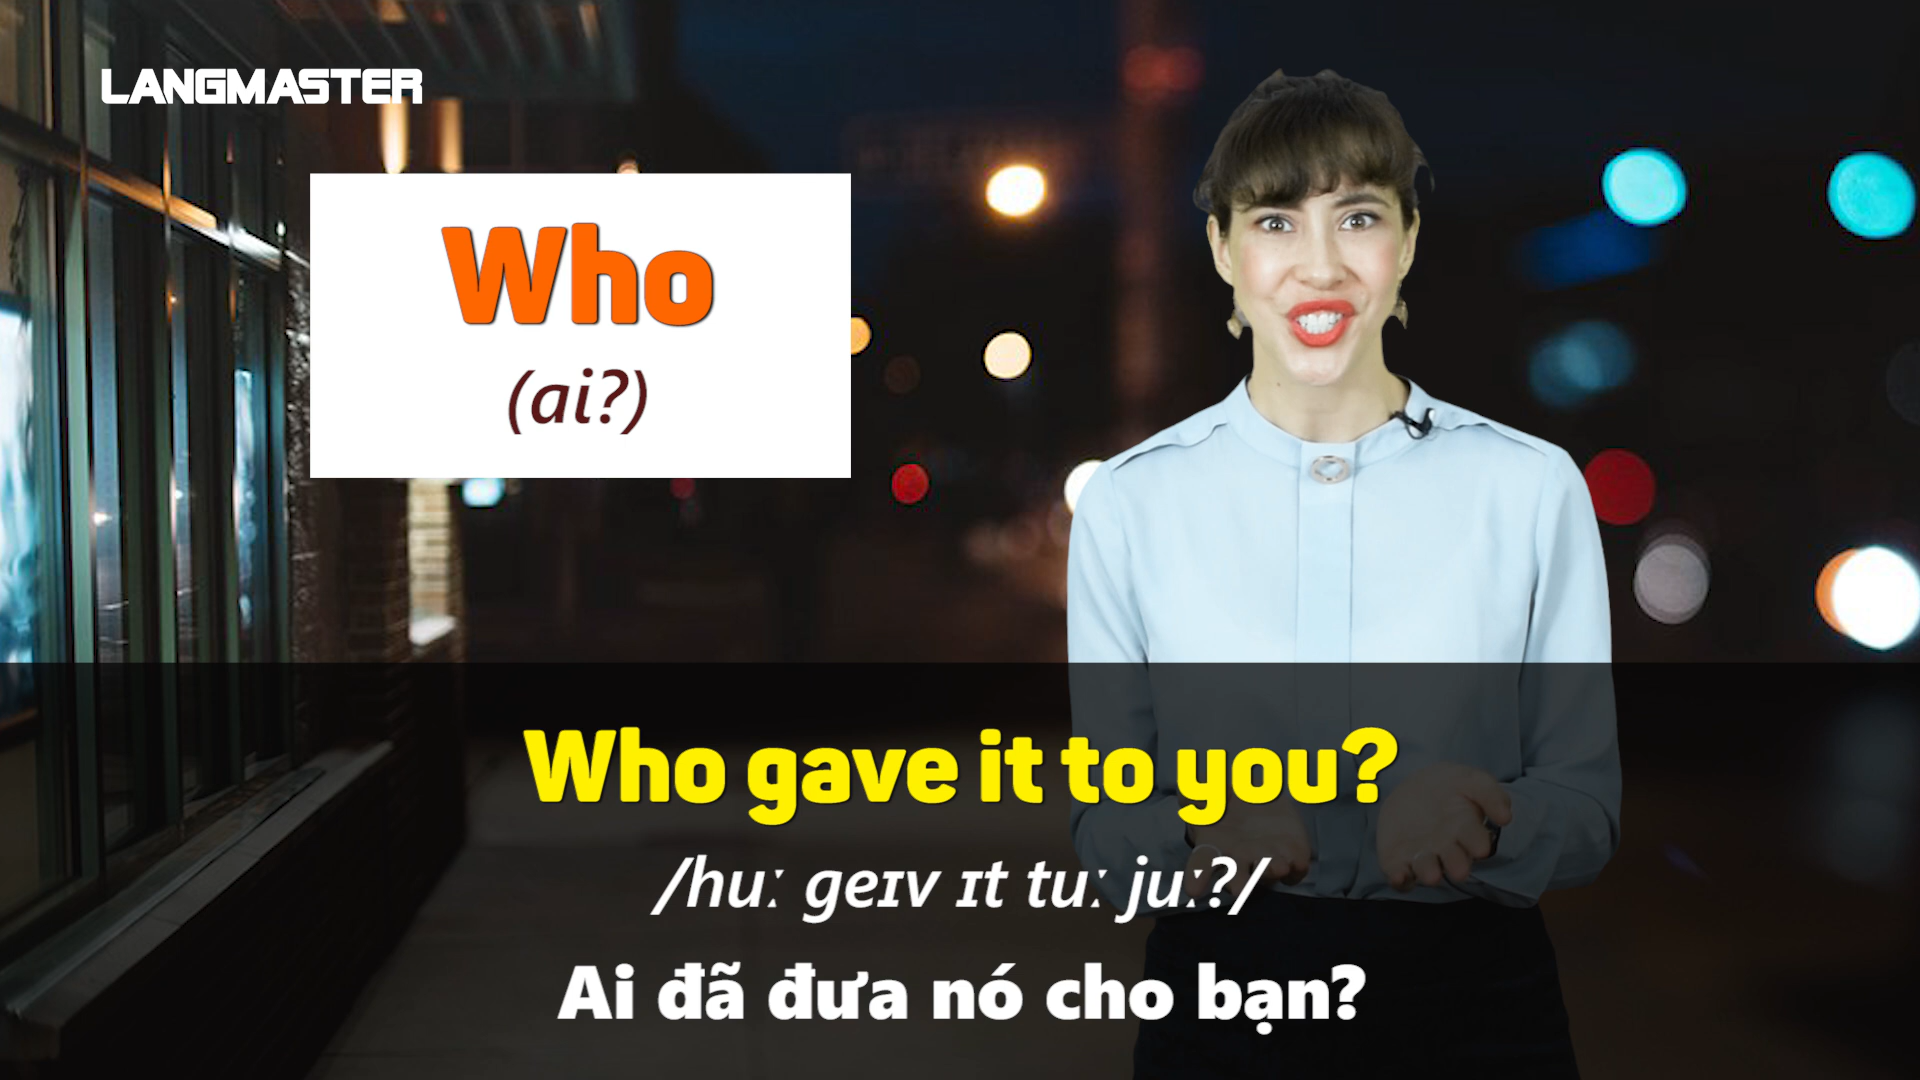 LANGMASTER
Who
(ai?)
Who gave it to you?
/huː geɪv ɪt tuː juː?/
Ai đã đưa nó cho bạn?